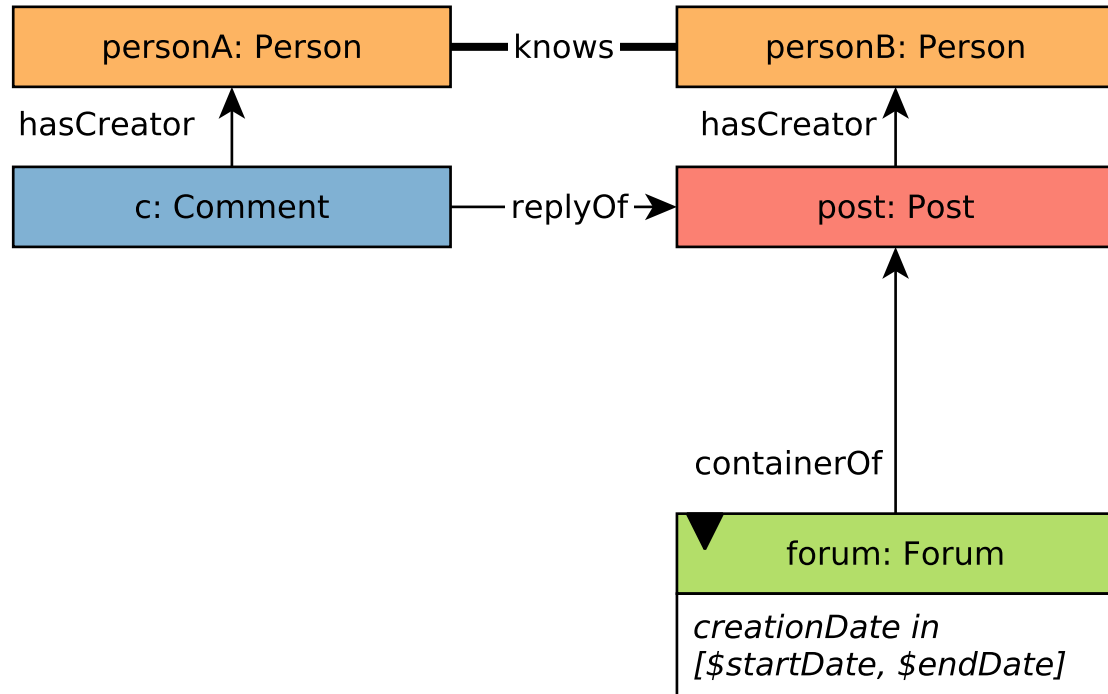 personA: Person
knows
personB: Person
hasCreator
hasCreator
c: Comment
replyOf
post: Post
containerOf
forum: Forum
creationDate in
[$startDate, $endDate]